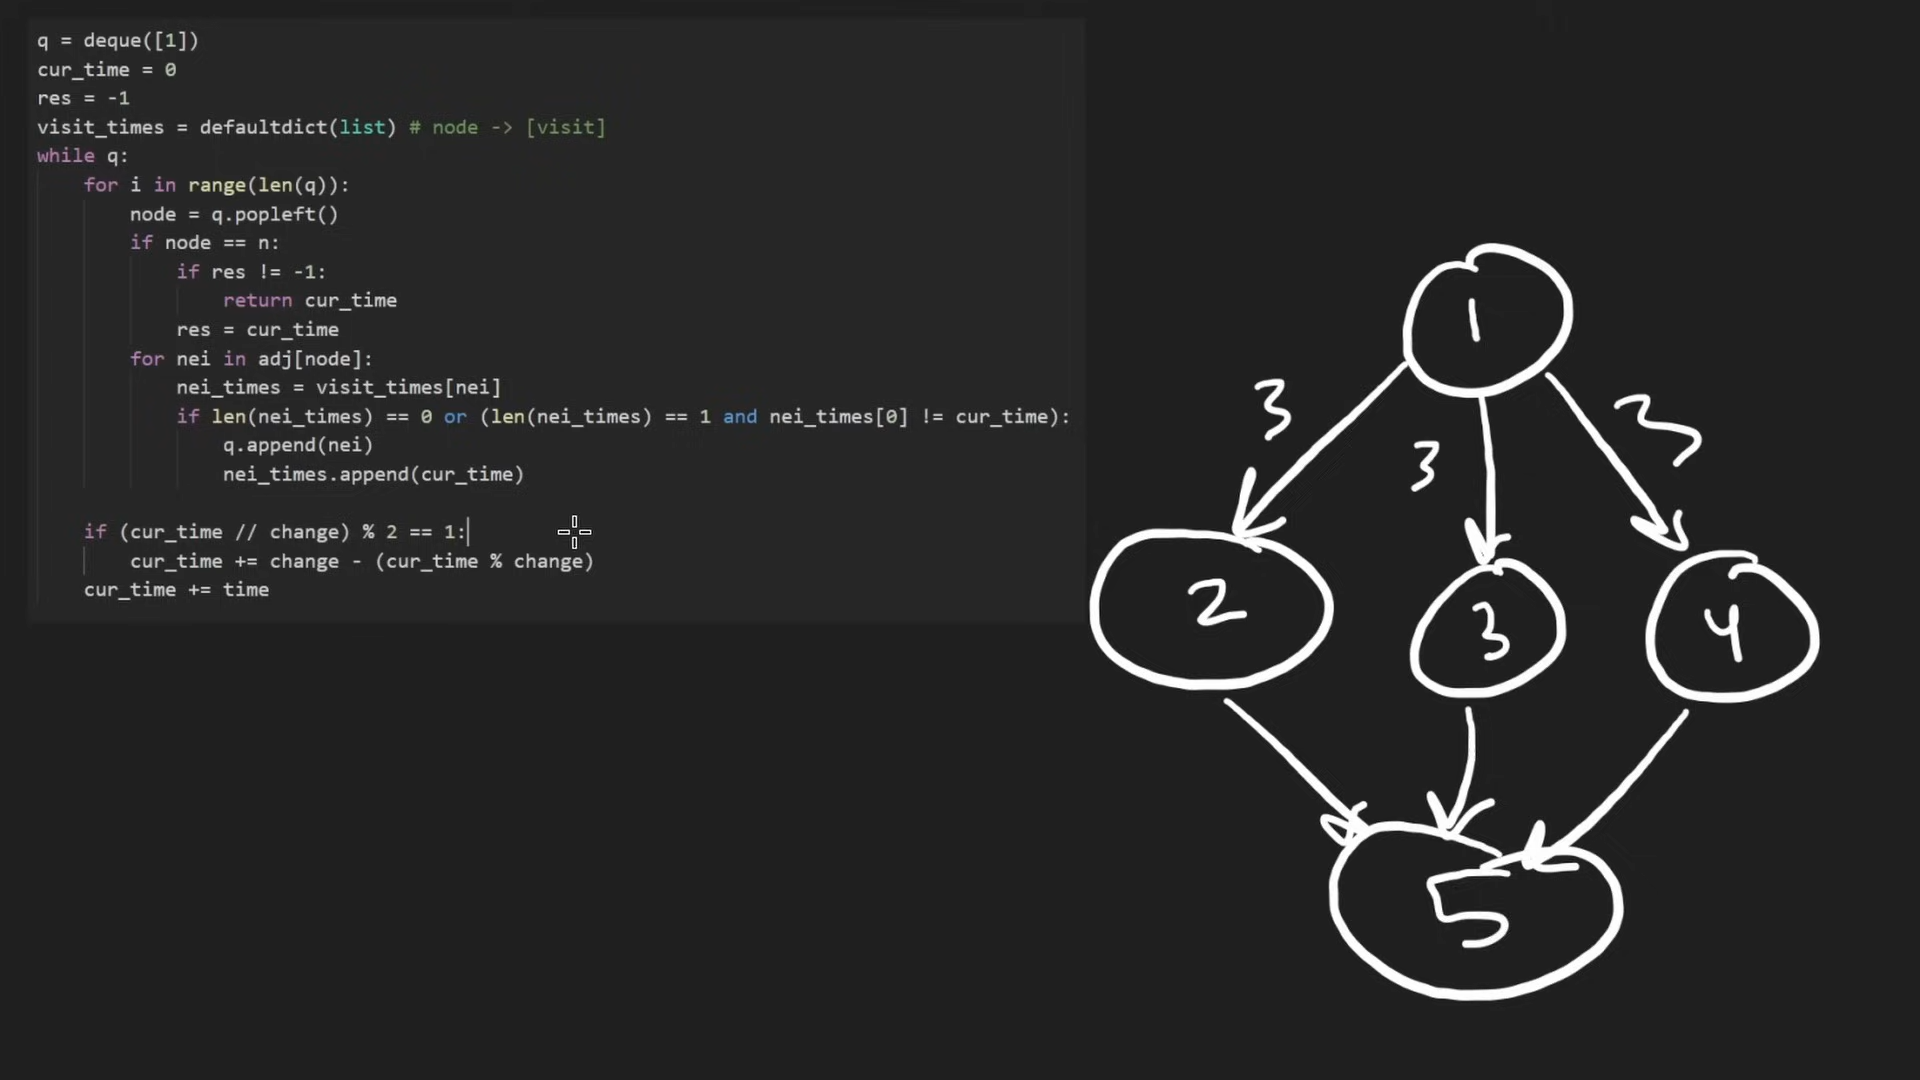 q = deque([1])
cur_time = 0
res = -1
visit_times = defaultdict(list) # node -> [visit]
while q:
    for i in range(len(q)):
        node = q.popleft()
        if node == n:
            if res != -1:
                return cur_time
            res = cur_time
        for nei in adj[node]:
            nei_times = visit_times[nei]
            if len(nei_times) == 0 or (len(nei_times) == 1 and nei_times[0] != cur_time):
                q.append(nei)
                nei_times.append(cur_time)
    if (cur_time // change) % 2 == 1:
        cur_time += change - (cur_time % change)
    cur_time += time
1
3 3 3
2 3 4
5